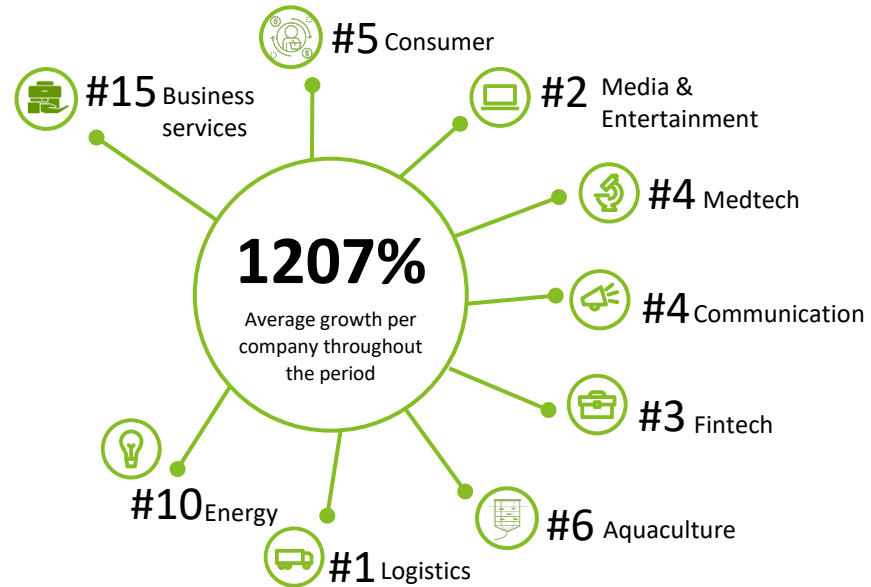 #5 Consumer
#15 Business
services
#2 Media &
Entertainment
#4 Medtech
1207%
Average growth per
company throughout
the period
#4 Communication
#3 Fintech
#10 Energy
#6 Aquaculture
#1 Logistics